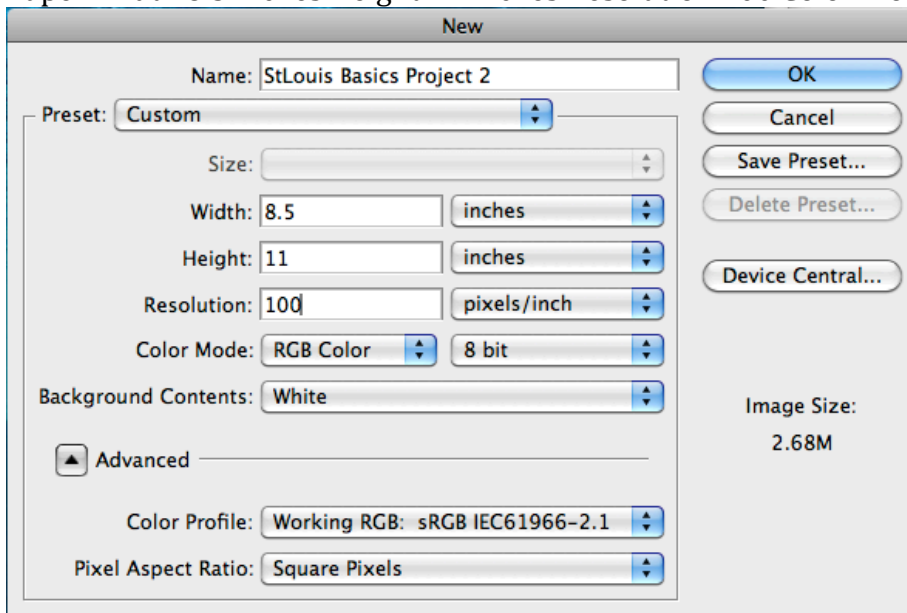 New
Name: StLouis Basics Project 2
OK
Preset: Custom
Cancel
Size:
Save Preset...
Width: 8.5 inches
Delete Preset...
Height: 11 inches
Device Central...
Resolution: 100 pixels/inch
Color Mode: RGB Color 8 bit
Background Contents: White
Image Size:
2.68M
Advanced
Color Profile: Working RGB: sRGB IEC61966-2.1
Pixel Aspect Ratio: Square Pixels